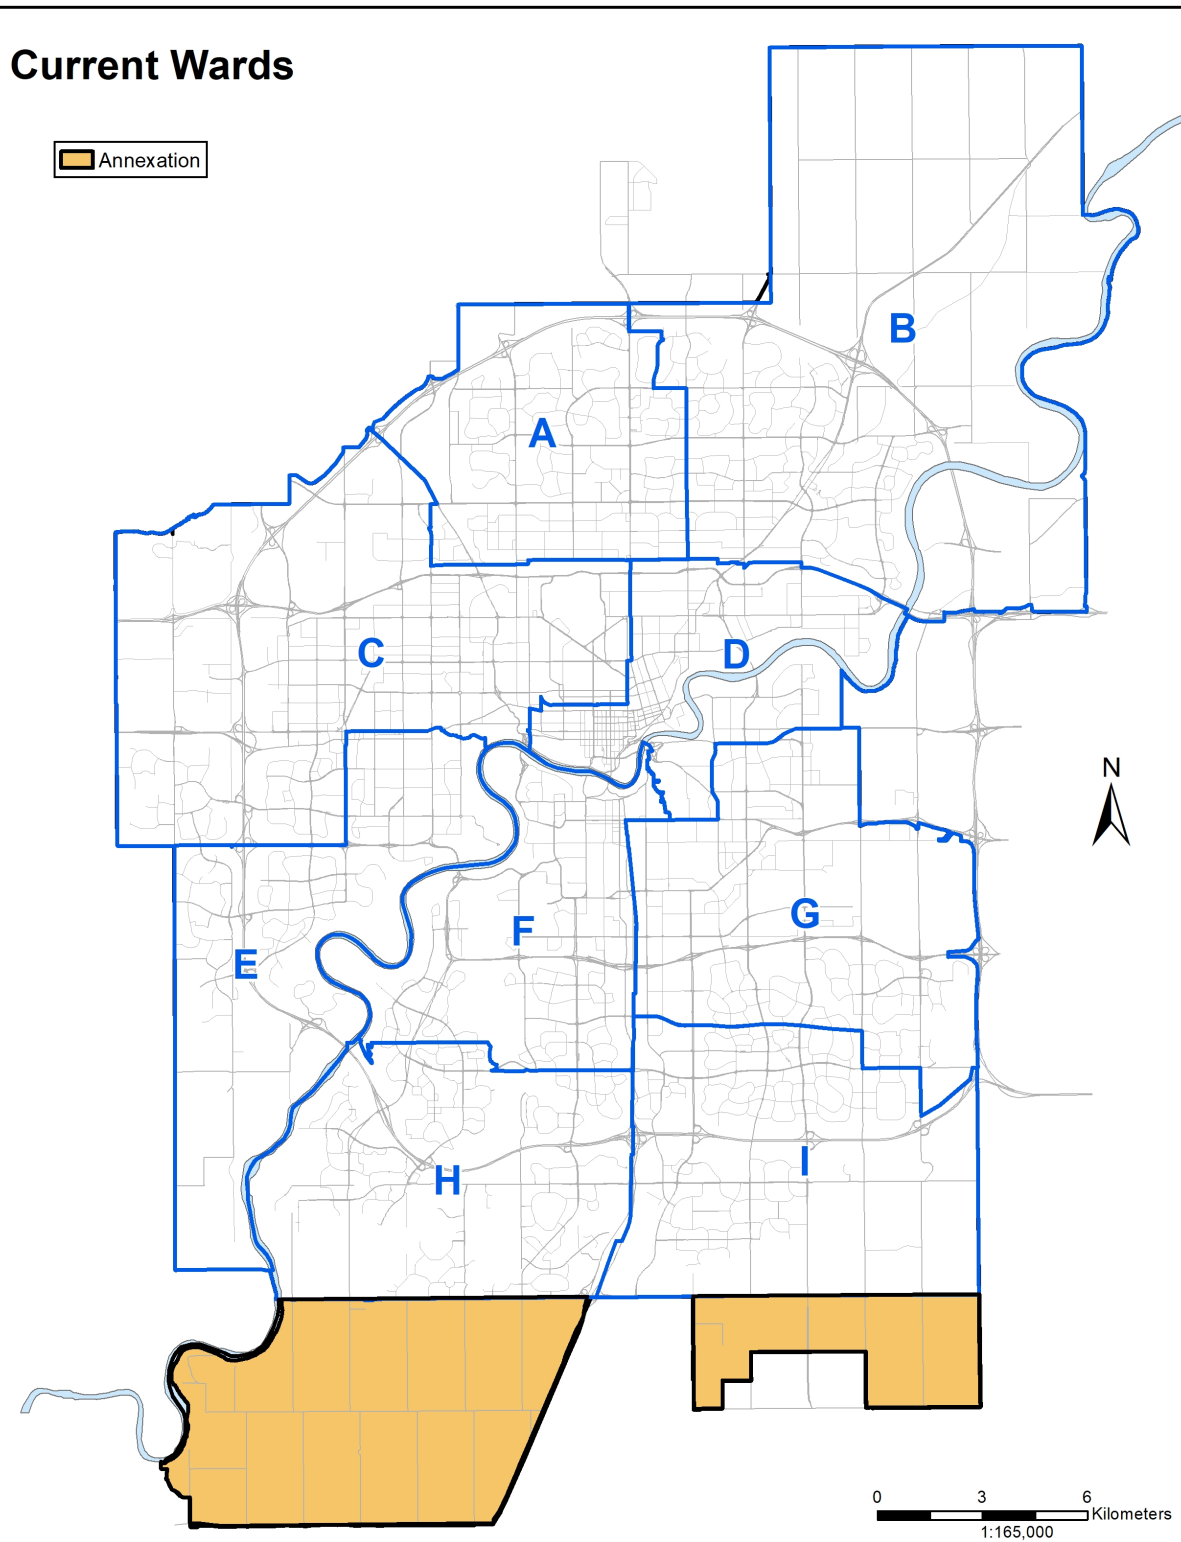 Current Wards
Annexation
B
A
C
D
N
G
F
E
I
H
0 3 6
Kilometers
1:165,000